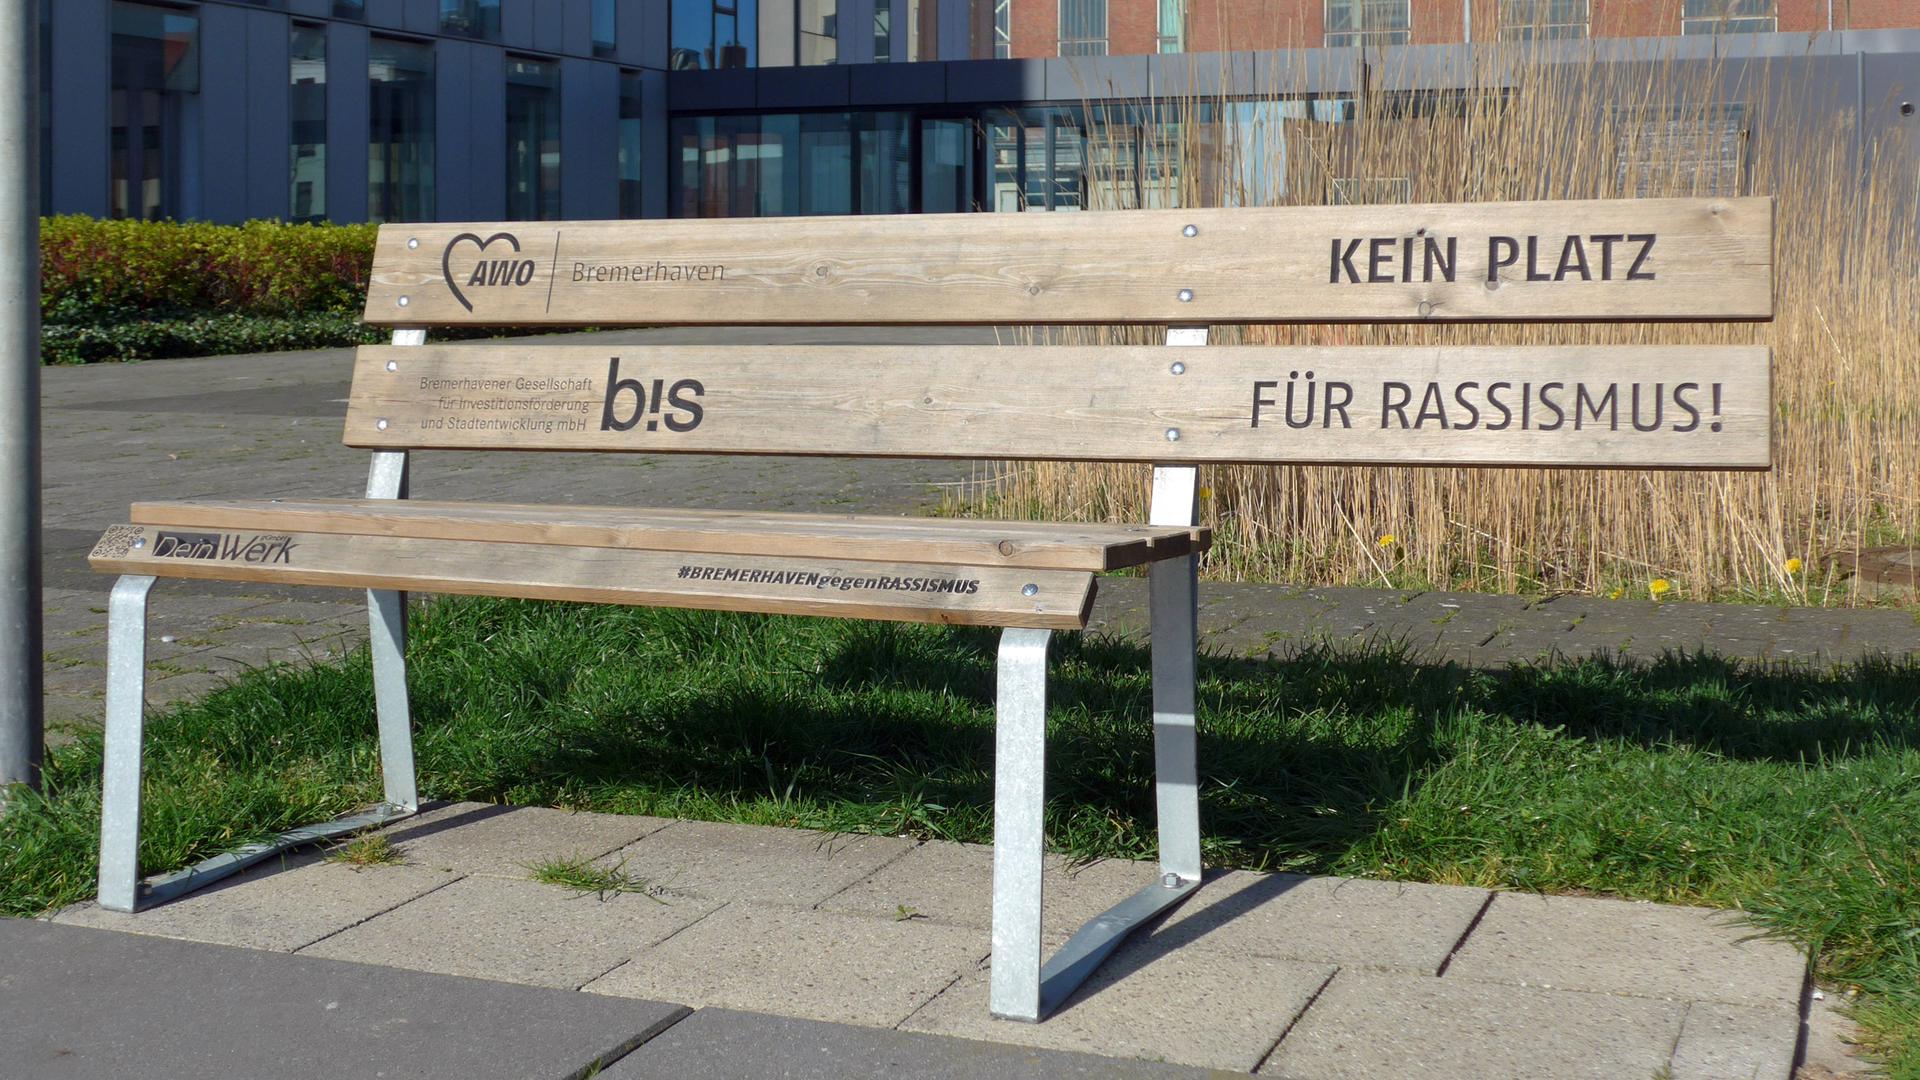 AWO Bremerhaven
KEIN PLATZ
Bremerhavener Gesellschaft
für Investitionsförderung
und Stadtentwicklung mbH
b!s
FÜR RASSISMUS!
DeinWerk
#BREMERHAVENgegenRASSISMUS